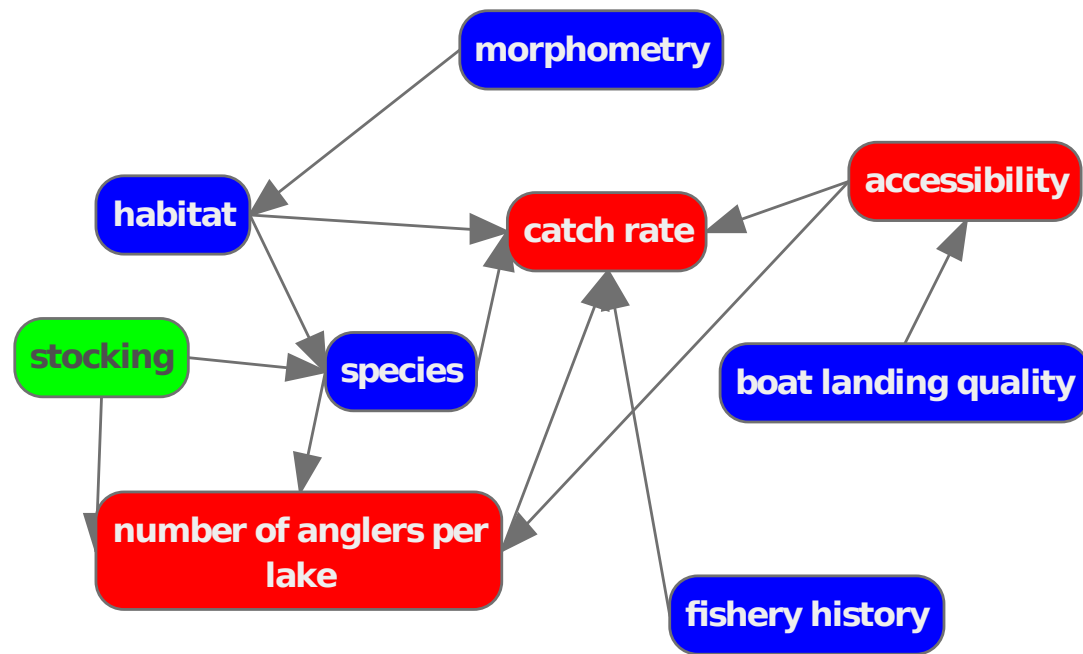 morphometry
accessibility
habitat
catch rate
stocking
species
boat landing quality
number of anglers per
lake
fishery history